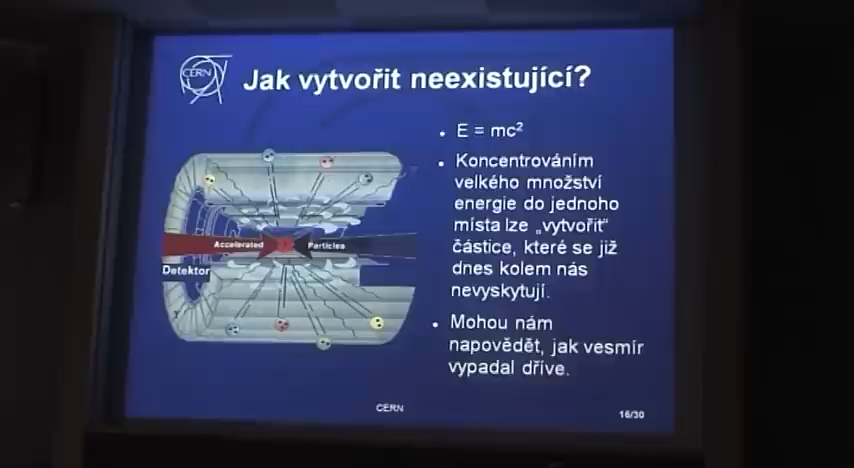 CERN
Jak vytvořit neexistující?
• E = mc²
• Koncentrováním
velkého množství
energie do jednoho
místa lze „vytvořit“
částice, které se již
dnes kolem nás
nevyskytují.
• Mohou nám
napovědět, jak vesmír
vypadal dříve.
Accelerated
Particles
Detektor
CERN
16/30